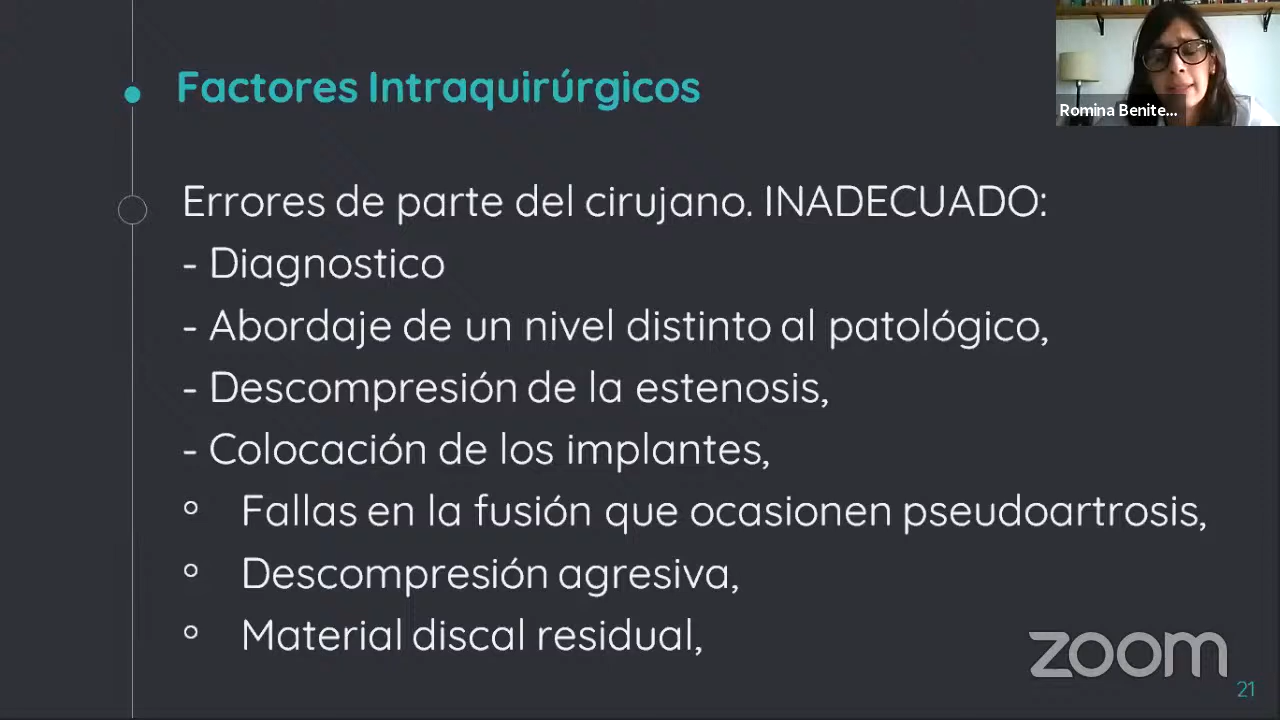 Factores Intraquirúrgicos
Romina Benite...
Errores de parte del cirujano. INADECUADO:
- Diagnostico
- Abordaje de un nivel distinto al patológico,
- Descompresión de la estenosis,
- Colocación de los implantes,
° Fallas en la fusión que ocasionen pseudoartrosis,
° Descompresión agresiva,
° Material discal residual,
zoom
21